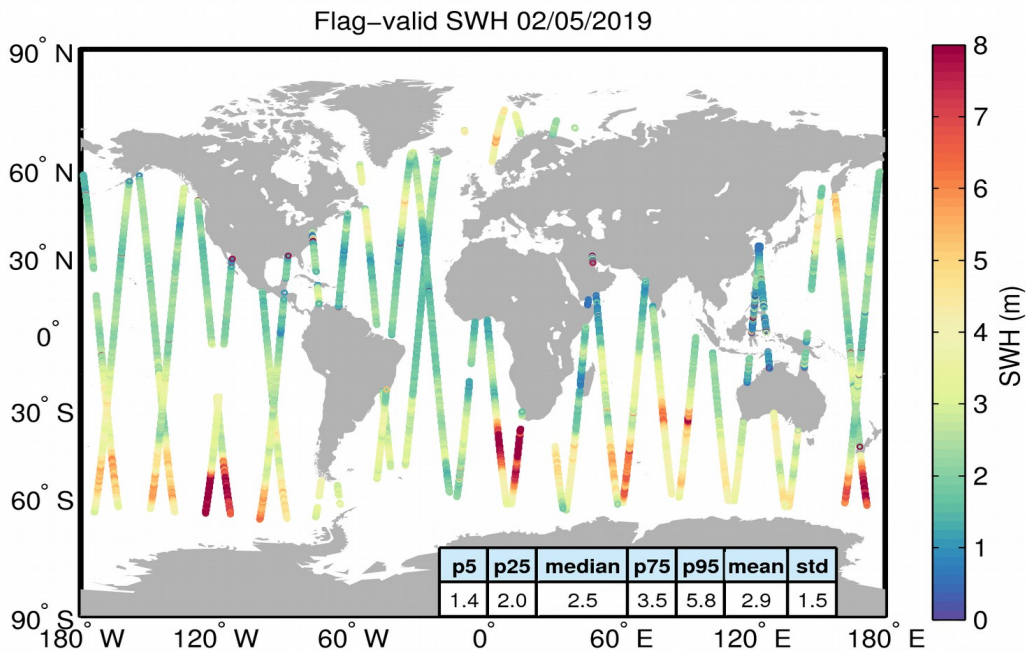 Flag−valid SWH 02/05/2019
90° N
60° N
30° N
0°
30° S
60° S
90° S
180° W
120° W
60° W
0°
60° E
120° E
180° E
p5 p25 median p75 p95 mean std
1.4 2.0 2.5 3.5 5.8 2.9 1.5
8
7
6
5
4
3
2
1
0
SWH (m)